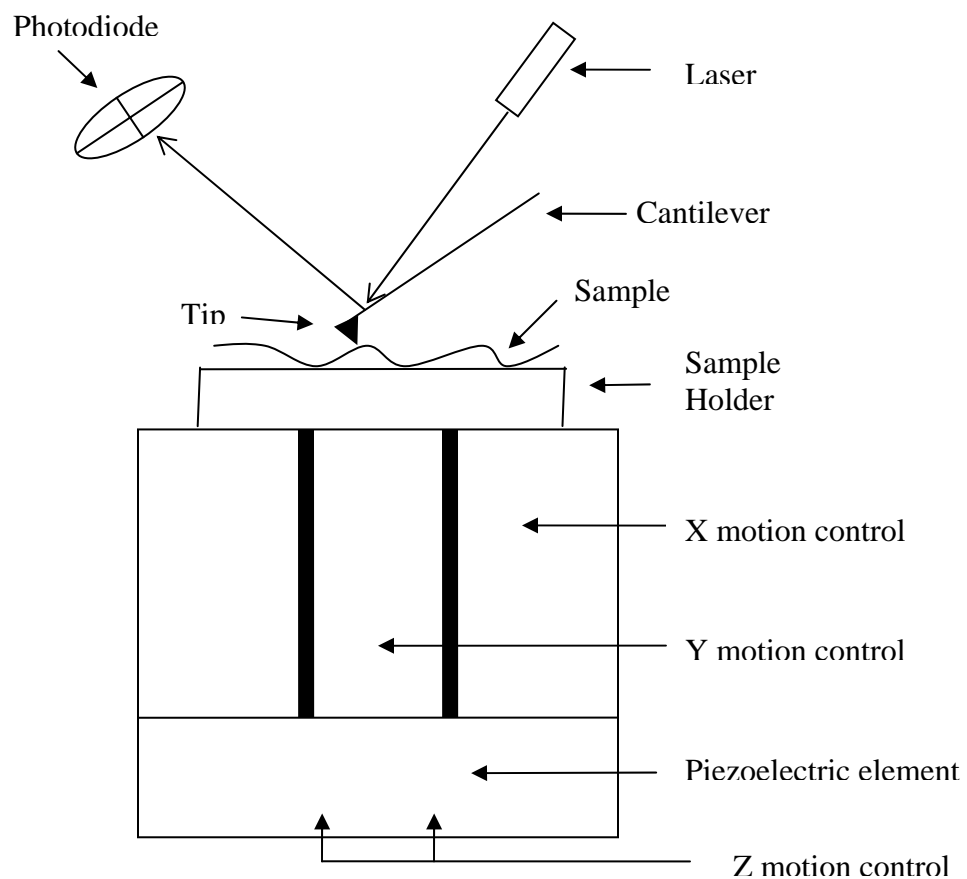 Photodiode
Laser
Cantilever
Sample
Tip
Sample
Holder
X motion control
Y motion control
Piezoelectric element
Z motion control